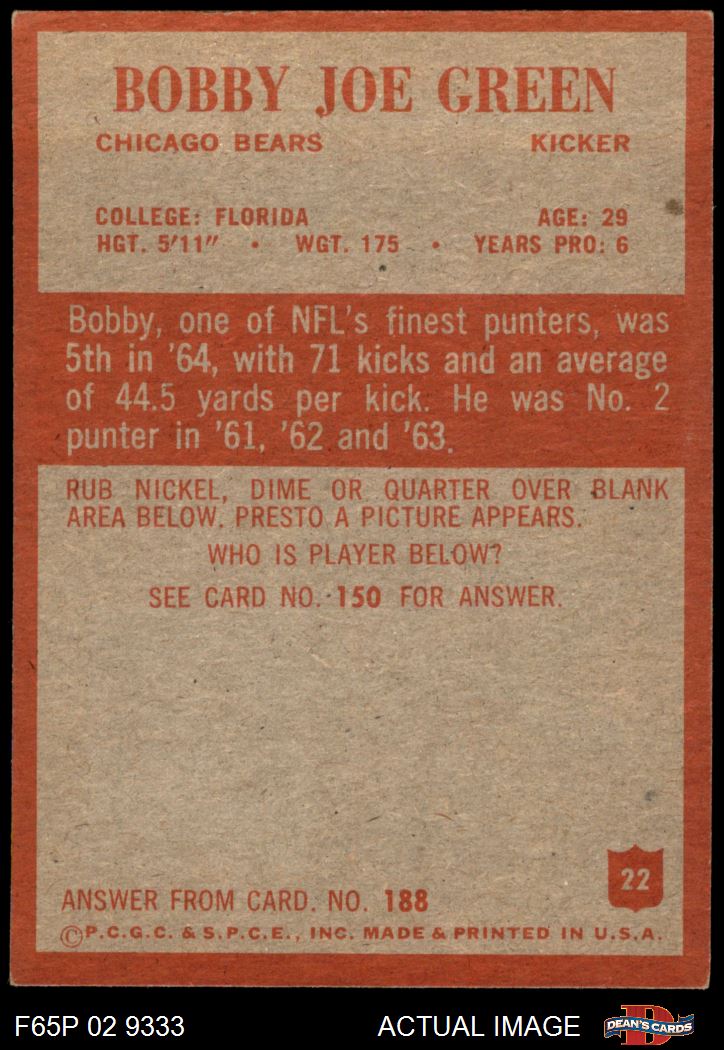 BOBBY JOE GREEN
CHICAGO BEARS KICKER
COLLEGE: FLORIDA AGE: 29
HGT. 5'11" • WGT. 175 • YEARS PRO: 6
Bobby, one of NFL's finest punters, was
5th in '64, with 71 kicks and an average
of 44.5 yards per kick. He was No. 2
punter in '61, '62 and '63.
RUB NICKEL, DIME OR QUARTER OVER BLANK
AREA BELOW. PRESTO A PICTURE APPEARS.
WHO IS PLAYER BELOW?
SEE CARD NO. 150 FOR ANSWER.
22
ANSWER FROM CARD. NO. 188
©P.C.G.C. & S.P.C.E., INC. MADE & PRINTED IN U.S.A.
F65P 02 9333 ACTUAL IMAGE D DEAN'S CARDS